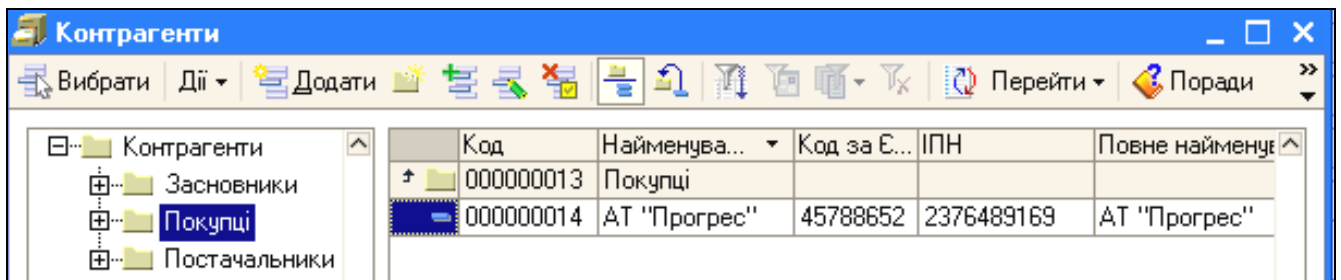 Контрагенти
Вибрати Дії Додати Перейти Поради
Контрагенти
Засновники
Покупці
Постачальники
Код Найменува... Код за Є... ІПН Повне найменув
000000013 Покупці
000000014 АТ "Прогрес" 45788652 2376489169 АТ "Прогрес"